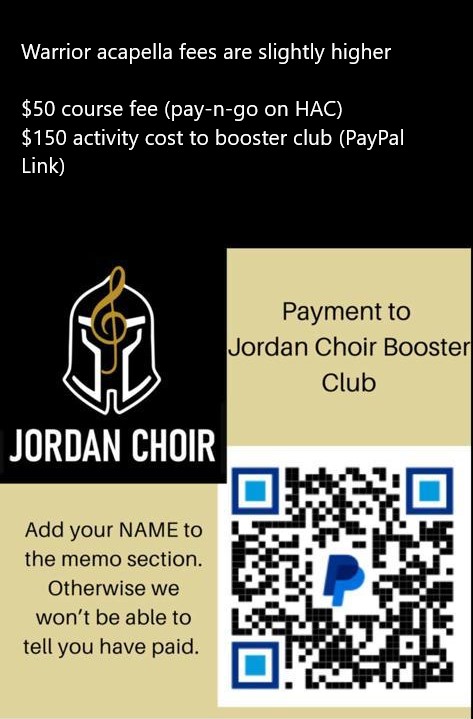 Warrior acapella fees are slightly higher
$50 course fee (pay-n-go on HAC)
$150 activity cost to booster club (PayPal
Link)
JORDAN CHOIR
Payment to
Jordan Choir Booster
Club
Add your NAME to
the memo section.
Otherwise we
won't be able to
tell you have paid.